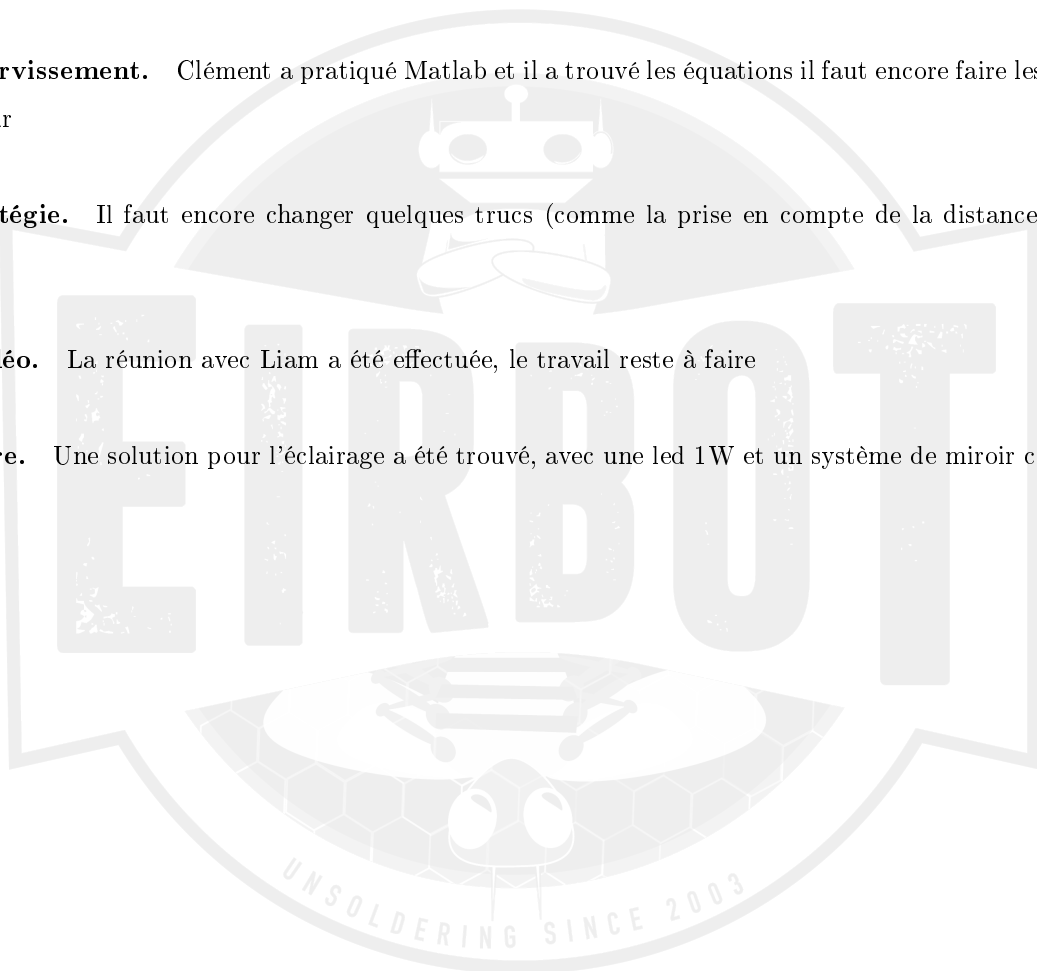 rvissement. Clément a pratiqué Matlab et il a trouvé les équations il faut encore faire les
r
tégie. Il faut encore changer quelques trucs (comme la prise en compte de la distance
éo. La réunion avec Liam a été effectuée, le travail reste à faire
re. Une solution pour l'éclairage a été trouvé, avec une led 1W et un système de miroir c
EIRBOT
UNSOLDERING SINCE 2003